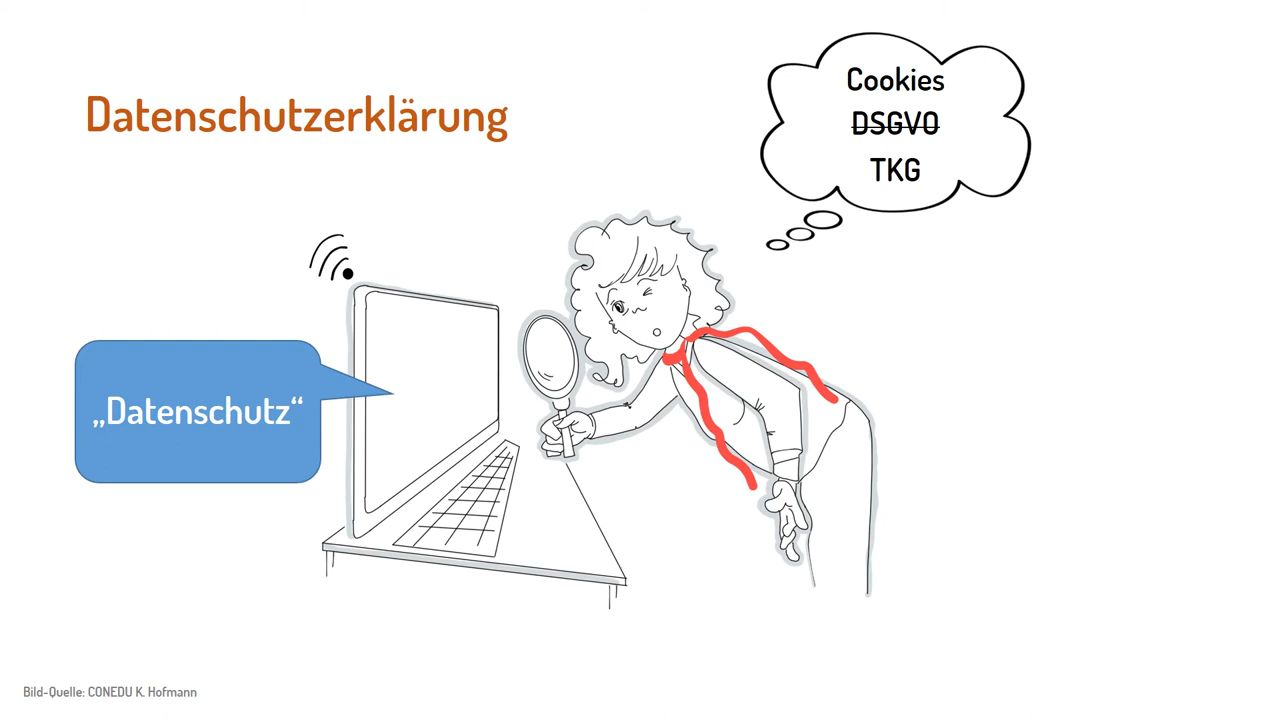 Datenschutzerklärung
Cookies
DSGVO
TKG
„Datenschutz“
Bild-Quelle: CONEDU K. Hofmann